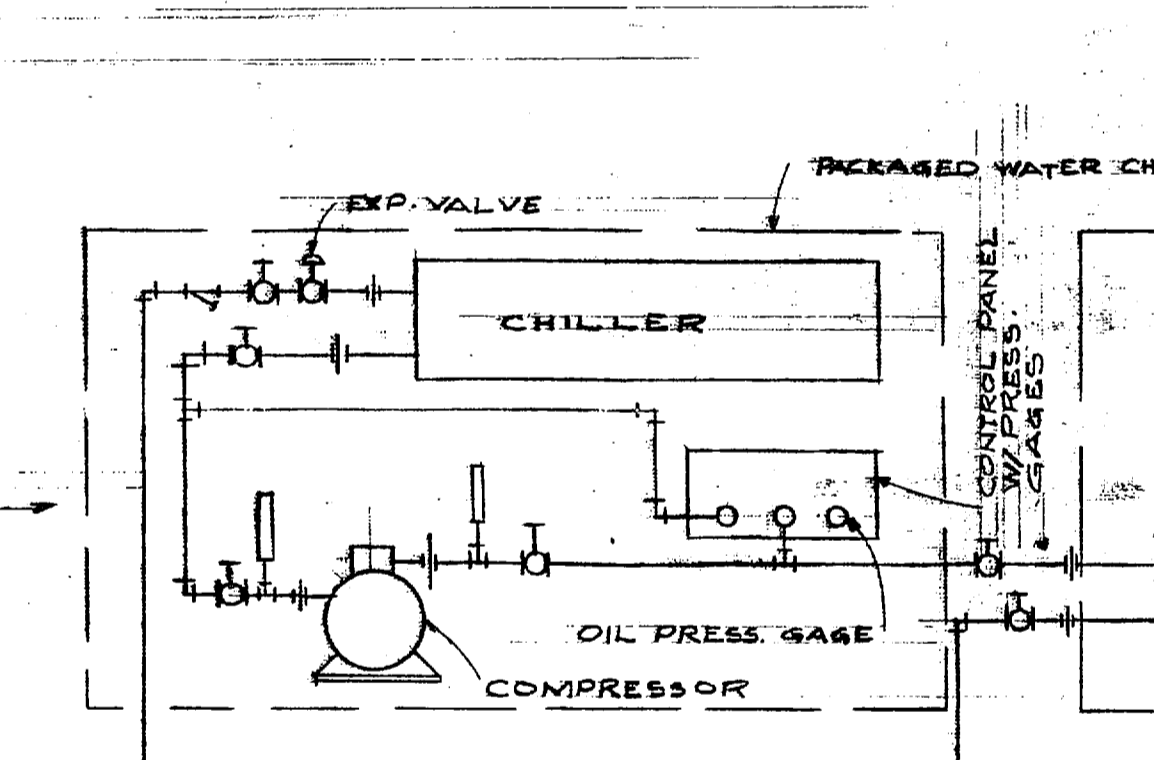 PACKAGED WATER CH
EXP. VALVE
CHILLER
CONTROL PANEL
W/PRESS.
GAGES
OIL PRESS. GAGE
COMPRESSOR